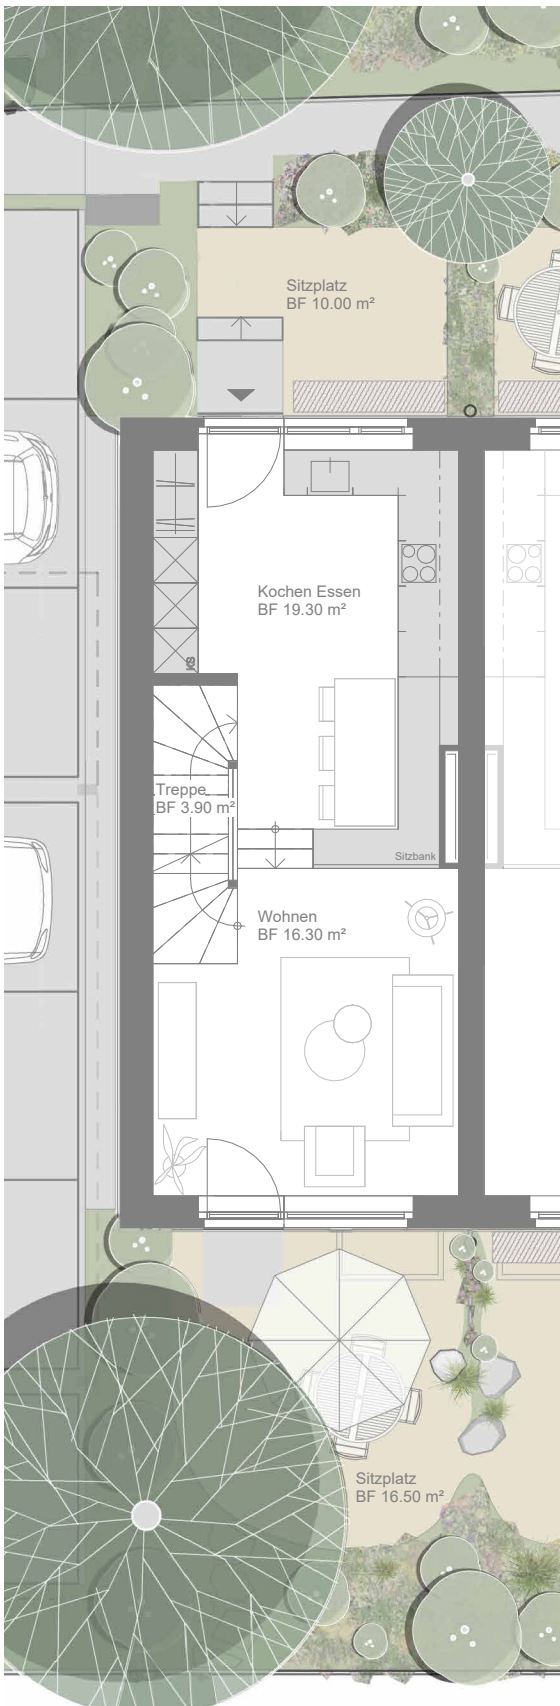 Sitzplatz
BF 10.00 m²
Kochen Essen
BF 19.30 m²
KS
Treppe
BF 3.90 m²
Sitzbank
Wohnen
BF 16.30 m²
Sitzplatz
BF 16.50 m²